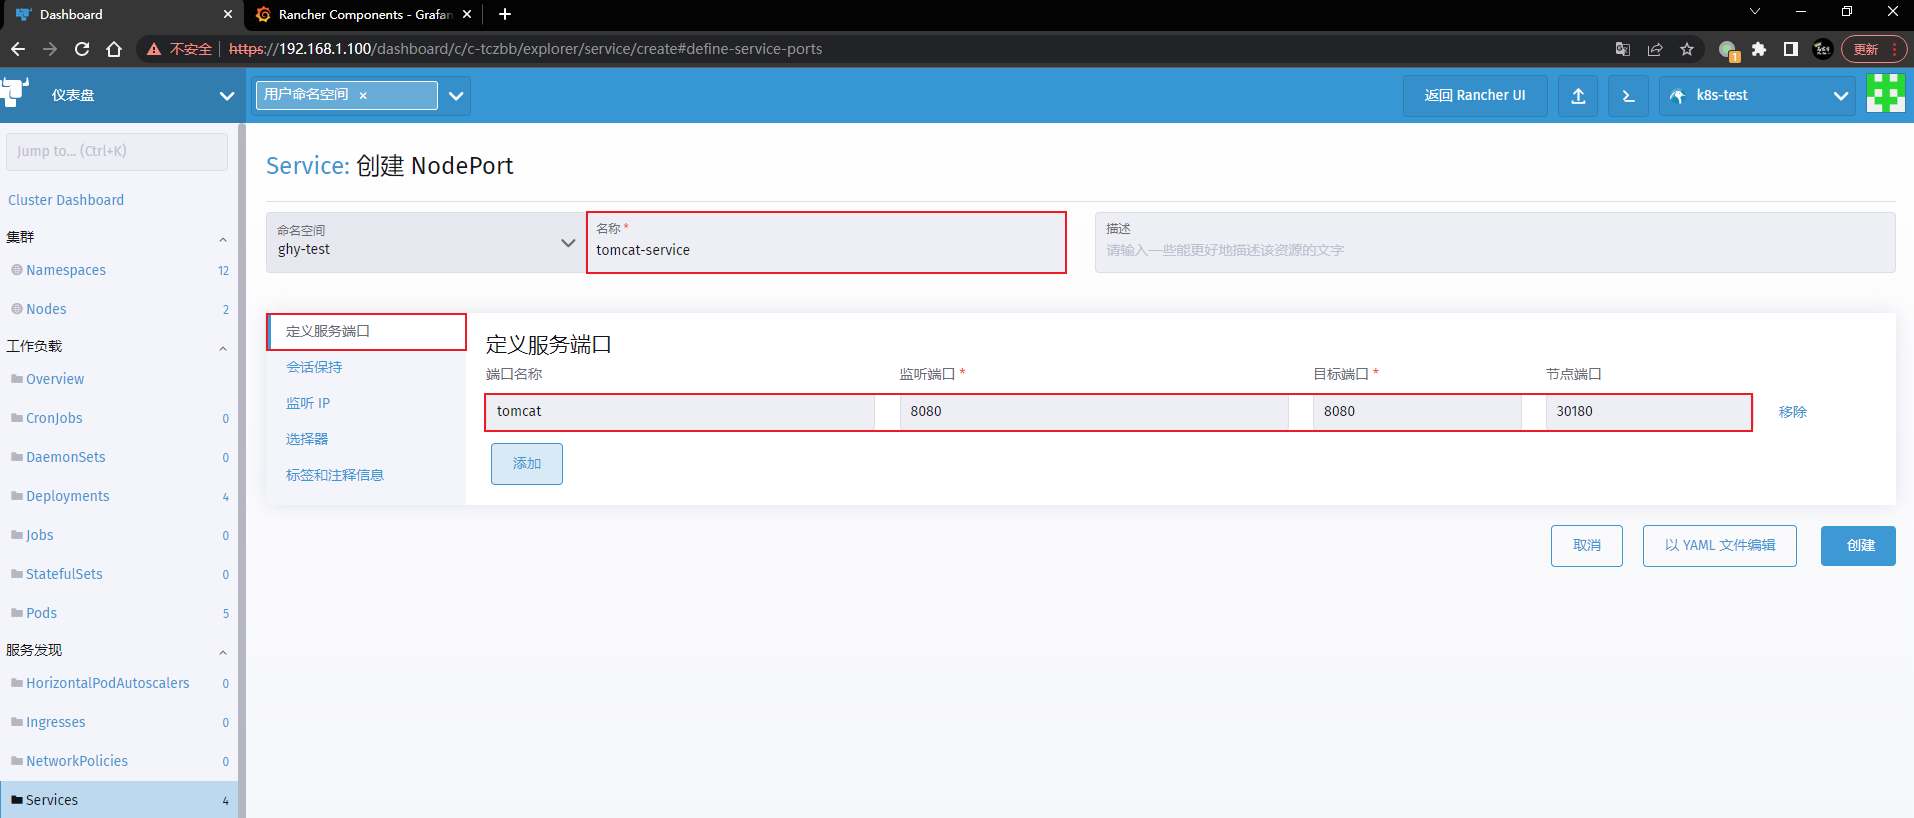 Dashboard
Rancher Components - Grafan
不安全
https://192.168.1.100/dashboard/c/c-tczbb/explorer/service/create#define-service-ports
1
更新
仪表盘
用户命名空间 ×
返回 Rancher UI
k8s-test
Jump to... (Ctrl+K)
Cluster Dashboard
集群
Namespaces 12
Nodes 2
工作负载
Overview
CronJobs 0
DaemonSets 0
Deployments 4
Jobs 0
StatefulSets 0
Pods 5
服务发现
HorizontalPodAutoscalers 0
Ingresses 0
NetworkPolicies 0
Services 4
Service: 创建 NodePort
命名空间
ghy-test
名称 *
tomcat-service
描述
请输入一些能更好地描述该资源的文字
定义服务端口
会话保持
监听 IP
选择器
标签和注释信息
定义服务端口
端口名称 监听端口 * 目标端口 * 节点端口
tomcat 8080 8080 30180 移除
添加
取消 以 YAML 文件编辑 创建